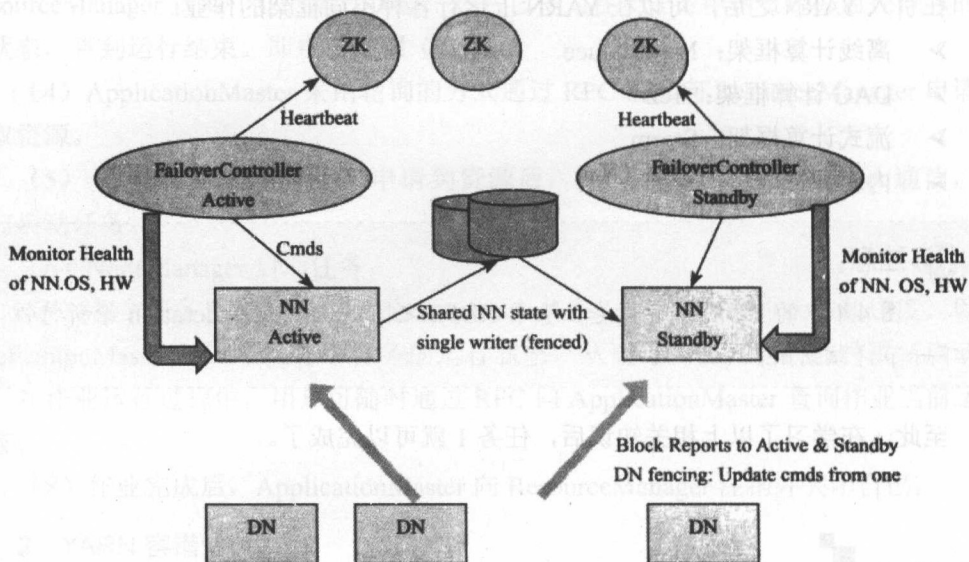 ZK
ZK
ZK
Heartbeat
Heartbeat
FailoverController
Active
FailoverController
Standby
Cmds
Monitor Health
of NN.OS, HW
Monitor Health
of NN. OS, HW
NN
Active
Shared NN state with
single writer (fenced)
NN
Standby
Block Reports to Active & Standby
DN fencing: Update cmds from one
DN
DN
DN